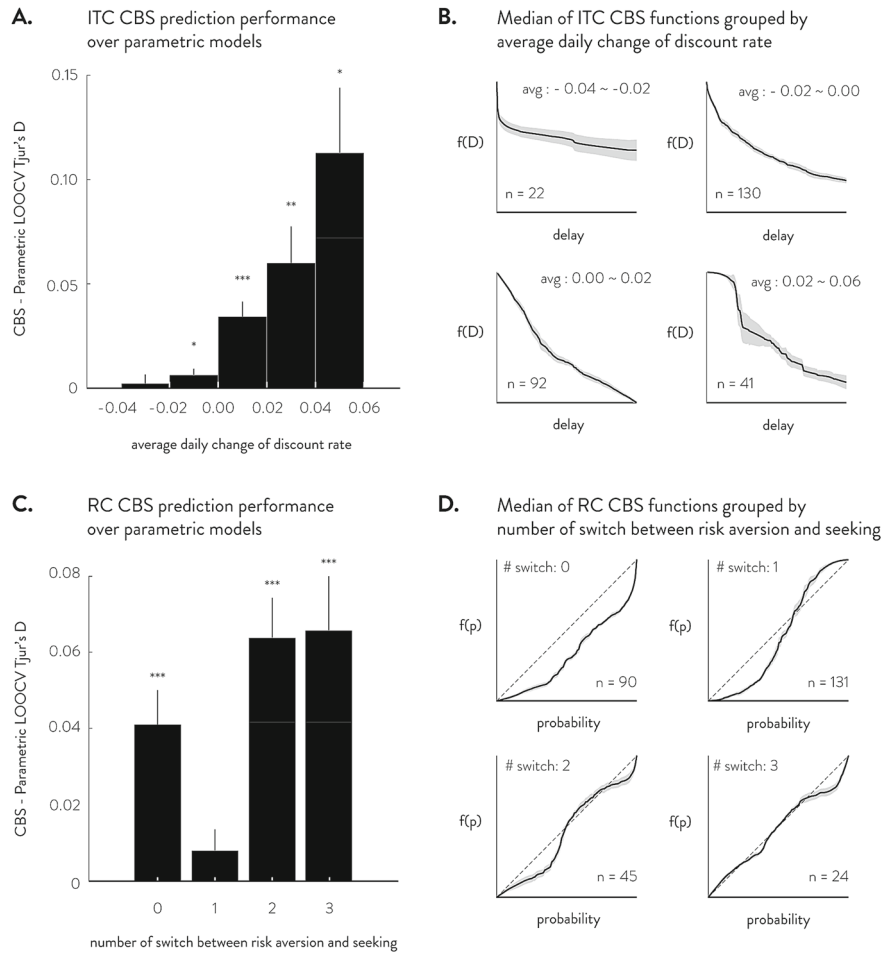 A. ITC CBS prediction performance
over parametric models
CBS - Parametric LOOCV Tjur's D
0.15
0.10
0.05
0
*
***
**
*
-0.04 -0.02 0.00 0.02 0.04 0.06
average daily change of discount rate
B. Median of ITC CBS functions grouped by
average daily change of discount rate
avg : - 0.04 ~ -0.02
f(D)
n = 22
delay
avg : - 0.02 ~ 0.00
f(D)
n = 130
delay
avg : 0.00 ~ 0.02
f(D)
n = 92
delay
avg : 0.02 ~ 0.06
f(D)
n = 41
delay
C. RC CBS prediction performance
over parametric models
CBS - Parametric LOOCV Tjur's D
0.08
0.06
0.04
0.02
0
***
***
***
0 1 2 3
number of switch between risk aversion and seeking
D. Median of RC CBS functions grouped by
number of switch between risk aversion and seeking
# switch: 0
f(p)
n = 90
probability
# switch: 1
f(p)
n = 131
probability
# switch: 2
f(p)
n = 45
probability
# switch: 3
f(p)
n = 24
probability